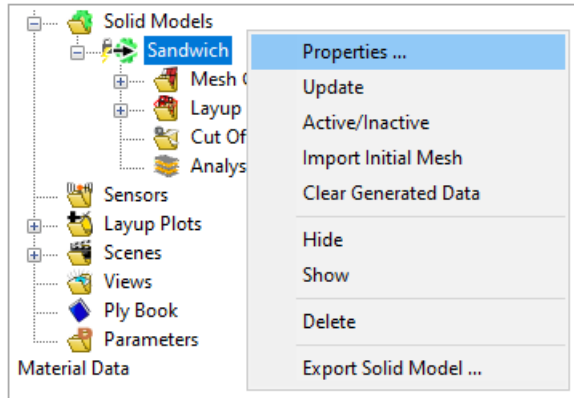 Solid Models
Sandwich
Mesh
Layup
Cut Of
Analys
Sensors
Layup Plots
Scenes
Views
Ply Book
Parameters
Material Data
Properties ...
Update
Active/Inactive
Import Initial Mesh
Clear Generated Data
Hide
Show
Delete
Export Solid Model ...